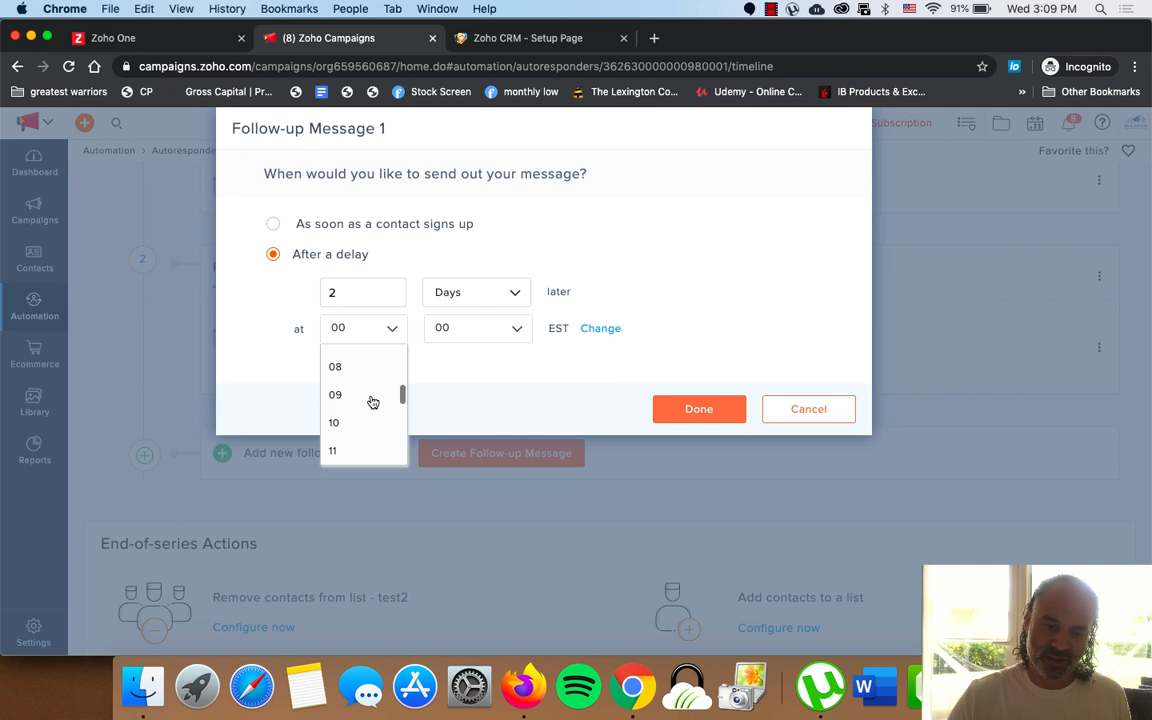 Chrome File Edit View History Bookmarks People Tab Window Help 91% Wed 3:09 PM
Zoho One (8) Zoho Campaigns Zoho CRM - Setup Page
campaigns.zoho.com/campaigns/org659560687/home.do#automation/autoresponders/362630000000980001/timeline Incognito
greatest warriors CP Gross Capital | Pr... Stock Screen monthly low The Lexington Co... Udemy - Online C... IB Products & Exc... » Other Bookmarks
Follow-up Message 1
Subscription
8
Automation > Autoresponde
Favorite this?
Dashboard
Campaigns
Contacts
Automation
Ecommerce
Library
Reports
Settings
When would you like to send out your message?
As soon as a contact signs up
After a delay
2
2 Days later
at 00 00 EST Change
08
09
10
11
Done Cancel
Add new follo Create Follow-up Message
End-of-series Actions
Remove contacts from list - test2
Configure now
Add contacts to a list
Configure now